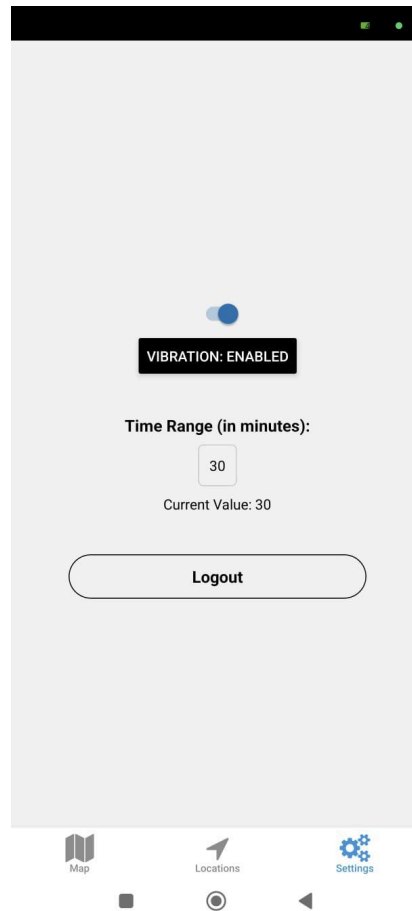 VIBRATION: ENABLED
Time Range (in minutes):
30
Current Value: 30
Logout
Map
Locations
Settings